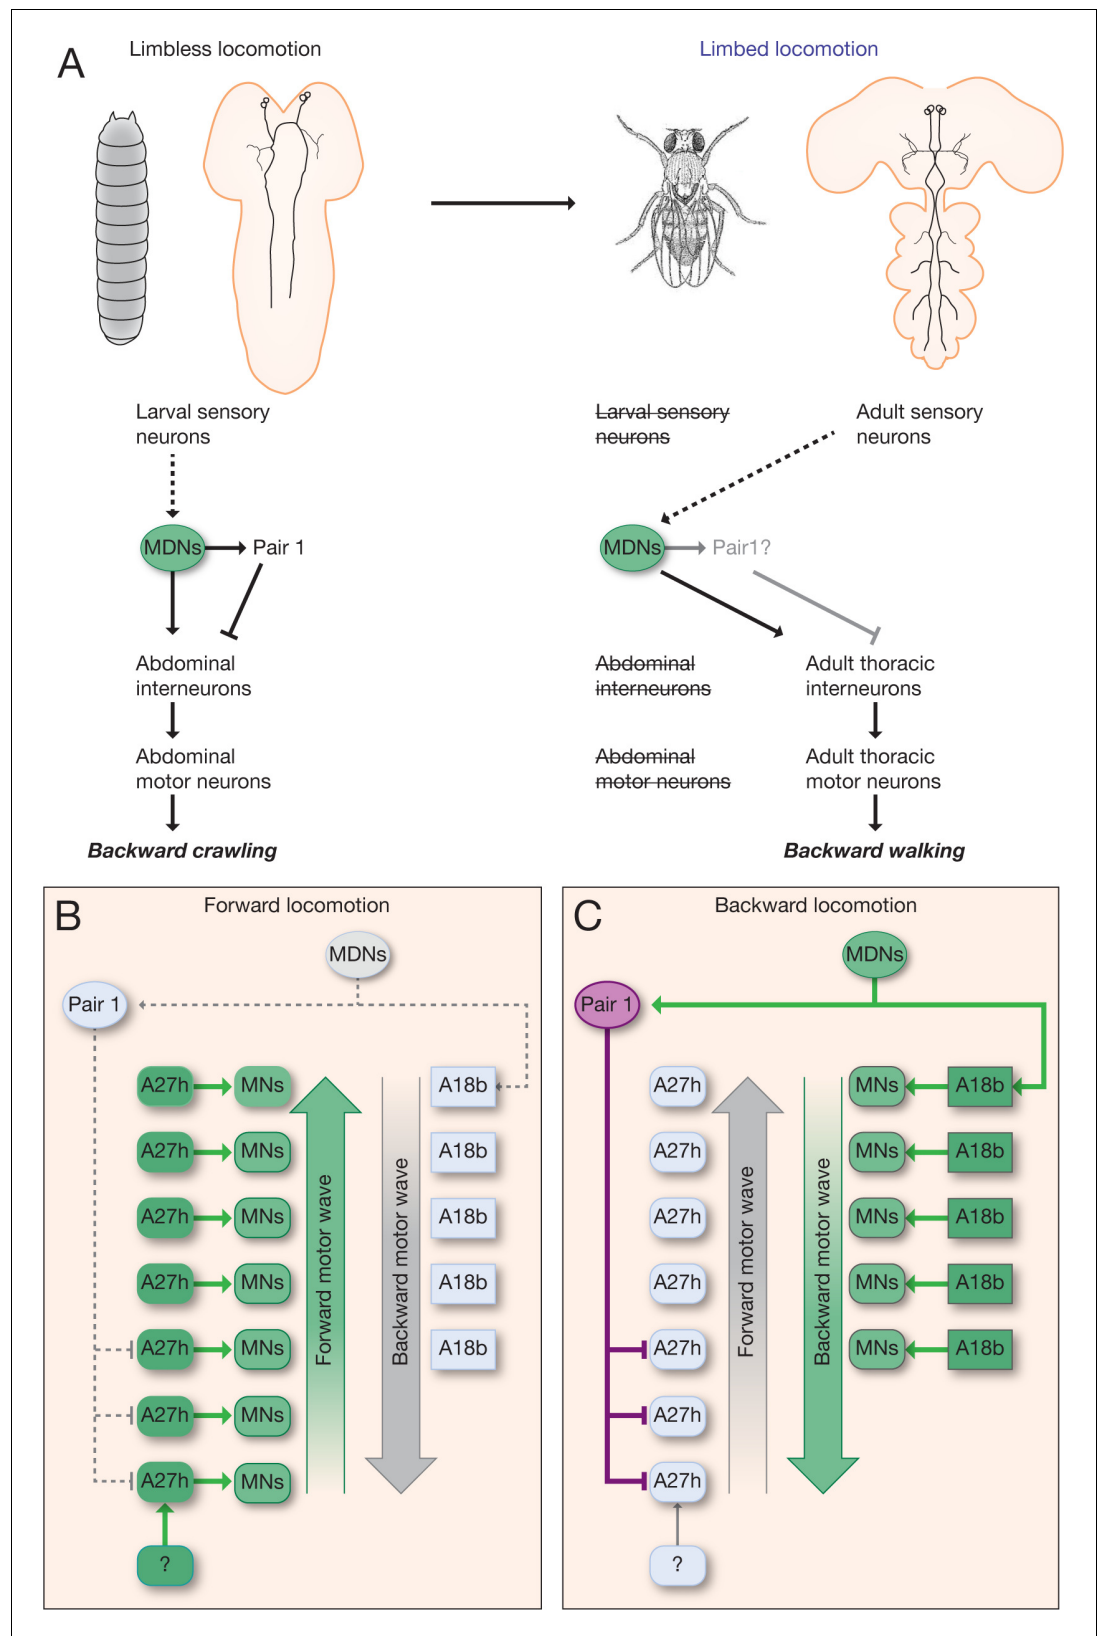 A
Limbless locomotion
Limbed locomotion
Larval sensory
neurons
MDNs
Pair 1
Abdominal
interneurons
Abdominal
motor neurons
Backward crawling
Larval sensory
neurons
Adult sensory
neurons
MDNs
Pair1?
Abdominal
interneurons
Adult thoracic
interneurons
Abdominal
motor neurons
Adult thoracic
motor neurons
Backward walking
B
Forward locomotion
MDNs
Pair 1
A27h
MNs
A18b
A27h
MNs
A18b
A27h
MNs
A18b
A27h
MNs
A18b
A27h
MNs
A18b
A27h
MNs
A27h
MNs
?
Forward motor wave
Backward motor wave
C
Backward locomotion
MDNs
Pair 1
A27h
MNs
A18b
A27h
MNs
A18b
A27h
MNs
A18b
A27h
MNs
A18b
A27h
MNs
A18b
A27h
A27h
?
Forward motor wave
Backward motor wave